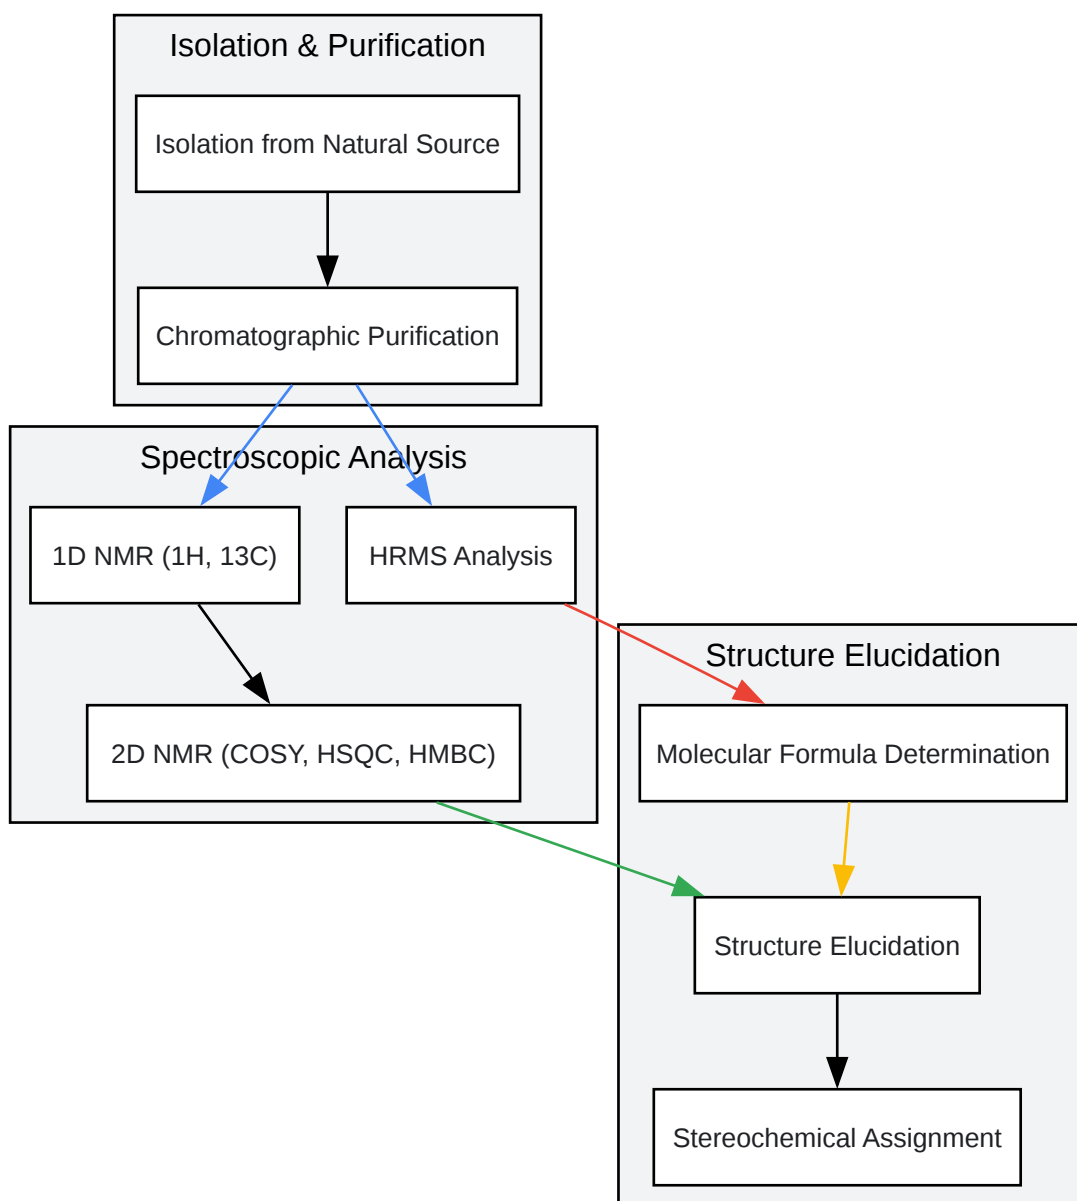 Isolation & Purification
Isolation from Natural Source
Chromatographic Purification
Spectroscopic Analysis
1D NMR (1H, 13C)
HRMS Analysis
2D NMR (COSY, HSQC, HMBC)
Structure Elucidation
Molecular Formula Determination
Structure Elucidation
Stereochemical Assignment